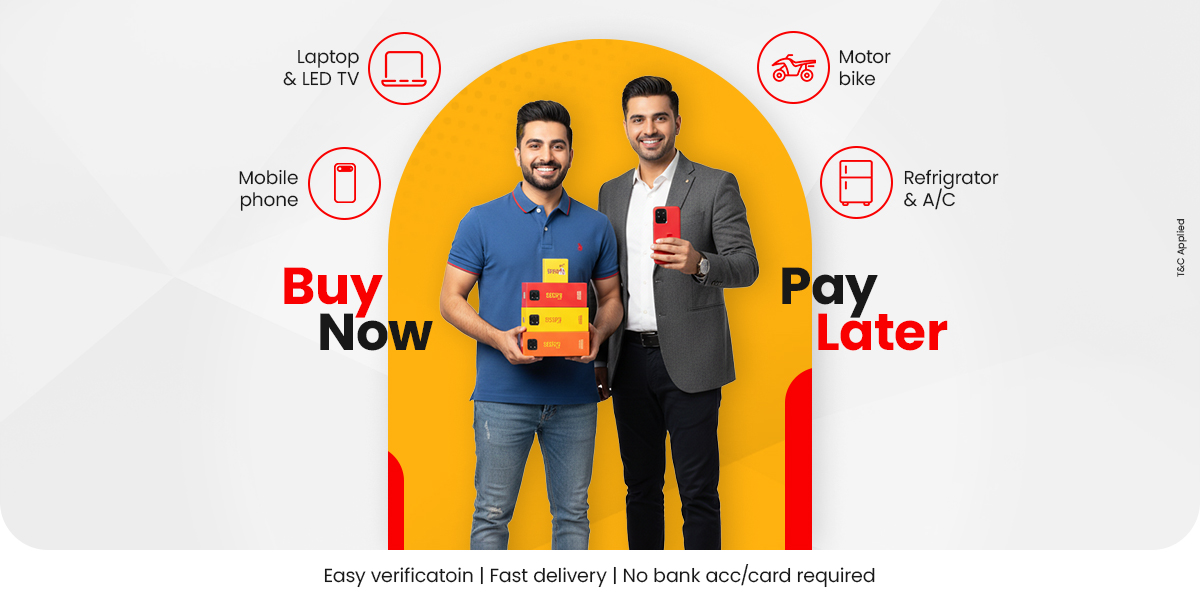 Laptop
& LED TV
Motor
bike
Mobile
phone
Refrigrator
& A/C
T&C Applied
Buy
Now
Pay
Later
Easy verificatoin | Fast delivery | No bank acc/card required